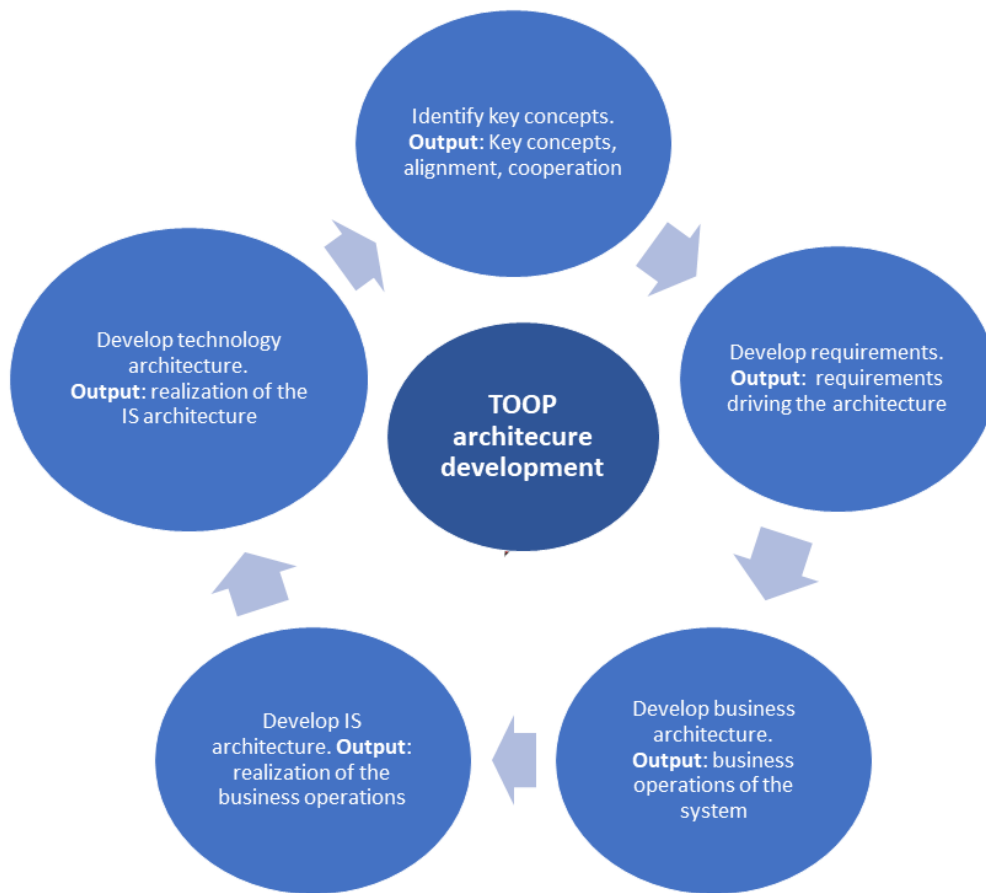 Identify key concepts.
Output: Key concepts,
alignment, cooperation
Develop requirements.
Output: requirements
driving the architecture
Develop business
architecture.
Output: business
operations of the
system
Develop IS
architecture. Output:
realization of the
business operations
Develop technology
architecture.
Output: realization of the
IS architecture
TOOP
architecure
development